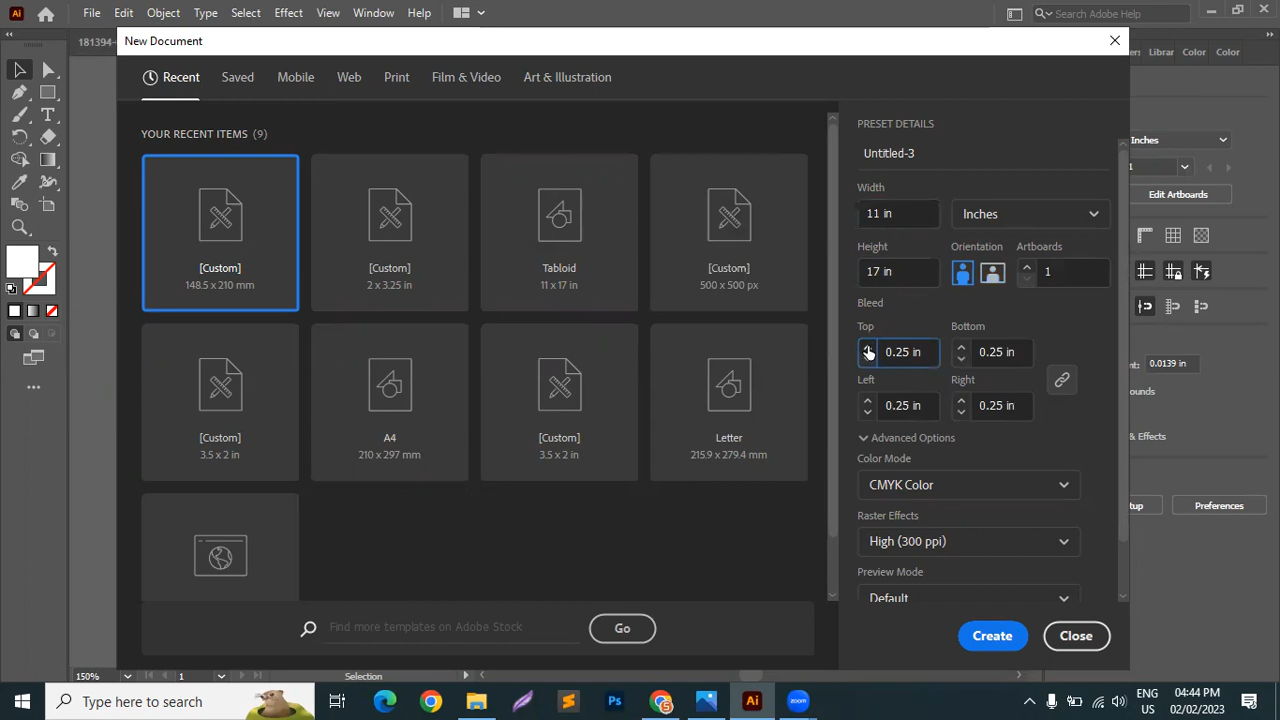 Ai File Edit Object Type Select Effect View Window Help Search Adobe Help
New Document
181394-
Recent Saved Mobile Web Print Film & Video Art & Illustration
Librar Color Color
YOUR RECENT ITEMS (9)
[Custom]
148.5 x 210 mm
[Custom]
2 x 3.25 in
Tabloid
11 x 17 in
[Custom]
500 x 500 px
[Custom]
3.5 x 2 in
A4
210 x 297 mm
[Custom]
3.5 x 2 in
Letter
215.9 x 279.4 mm
Find more templates on Adobe Stock Go
PRESET DETAILS
Untitled-3
Width
11 in Inches
Height Orientation Artboards
17 in 1
Bleed
Top Bottom
0.25 in 0.25 in
Left Right
0.25 in 0.25 in
Advanced Options
Color Mode
CMYK Color
Raster Effects
High (300 ppi)
Preview Mode
Default
Create Close
Inches
1
Edit Artboards
0.0139 in
ounds
& Effects
tup Preferences
150% 1 Selection
Type here to search
Ps Ai zoom
ENG 04:44 PM
US 02/02/2023